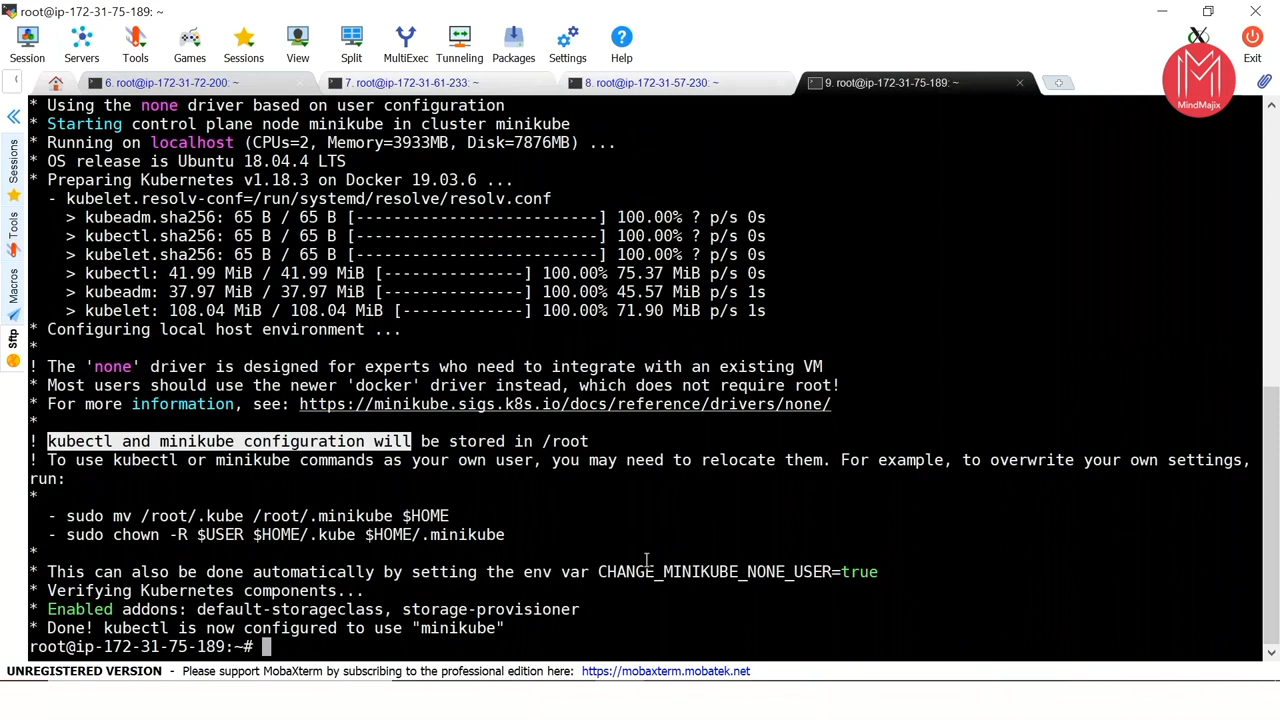 root@ip-172-31-75-189: ~
Session Servers Tools Games Sessions View Split MultiExec Tunneling Packages Settings Help Exit
MindMajix
6. root@ip-172-31-72-200: ~ 7. root@ip-172-31-61-233: ~ 8. root@ip-172-31-57-230: ~ 9. root@ip-172-31-75-189: ~
Sessions
Tools
Macros
Sftp
* Using the none driver based on user configuration
* Starting control plane node minikube in cluster minikube
* Running on localhost (CPUs=2, Memory=3933MB, Disk=7876MB) ...
* OS release is Ubuntu 18.04.4 LTS
* Preparing Kubernetes v1.18.3 on Docker 19.03.6 ...
- kubelet.resolv-conf=/run/systemd/resolve/resolv.conf
> kubeadm.sha256: 65 B / 65 B [--------------------------] 100.00% ? p/s 0s
> kubectl.sha256: 65 B / 65 B [--------------------------] 100.00% ? p/s 0s
> kubelet.sha256: 65 B / 65 B [--------------------------] 100.00% ? p/s 0s
> kubectl: 41.99 MiB / 41.99 MiB [---------------] 100.00% 75.37 MiB p/s 0s
> kubeadm: 37.97 MiB / 37.97 MiB [---------------] 100.00% 45.57 MiB p/s 1s
> kubelet: 108.04 MiB / 108.04 MiB [-------------] 100.00% 71.90 MiB p/s 1s
* Configuring local host environment ...
*
! The 'none' driver is designed for experts who need to integrate with an existing VM
* Most users should use the newer 'docker' driver instead, which does not require root!
* For more information, see: https://minikube.sigs.k8s.io/docs/reference/drivers/none/
*
! kubectl and minikube configuration will be stored in /root
! To use kubectl or minikube commands as your own user, you may need to relocate them. For example, to overwrite your own settings,
run:
*
- sudo mv /root/.kube /root/.minikube $HOME
- sudo chown -R $USER $HOME/.kube $HOME/.minikube
*
* This can also be done automatically by setting the env var CHANGE_MINIKUBE_NONE_USER=true
* Verifying Kubernetes components...
* Enabled addons: default-storageclass, storage-provisioner
* Done! kubectl is now configured to use "minikube"
root@ip-172-31-75-189:~#
UNREGISTERED VERSION - Please support MobaXterm by subscribing to the professional edition here: https://mobaxterm.mobatek.net